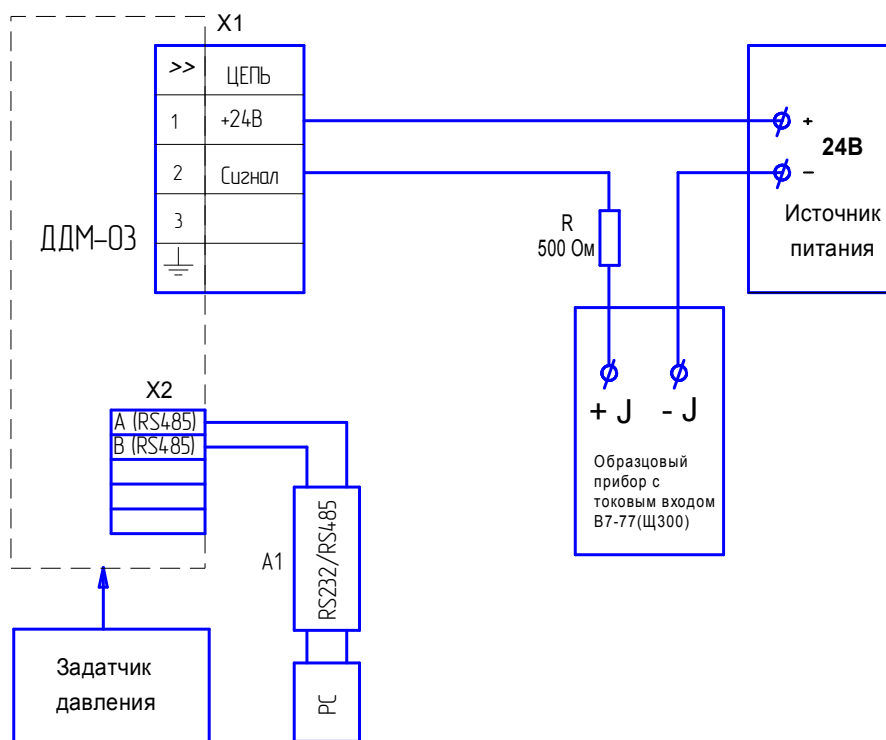 X1
>> ЦЕПЬ
1 +24В
2 Сигнал
3
ДДМ-03
+
24В
–
Источник
питания
R
500 Ом
+ J - J
Образцовый
прибор с
токовым входом
В7-77(Щ300)
X2
A (RS485)
B (RS485)
A1
RS232/RS485
PC
Задатчик
давления